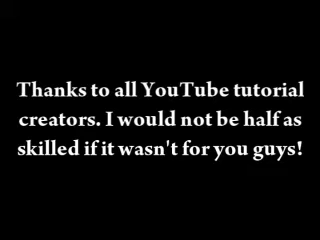 Thanks to all YouTube tutorial
creators. I would not be half as
skilled if it wasn't for you guys!